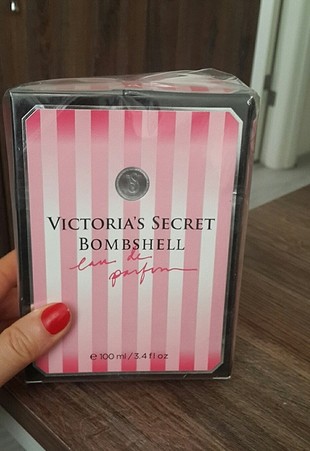 VICTORIA'S SECRET
BOMBSHELL
eau de
parfum
e 100 ml / 3.4 fl oz